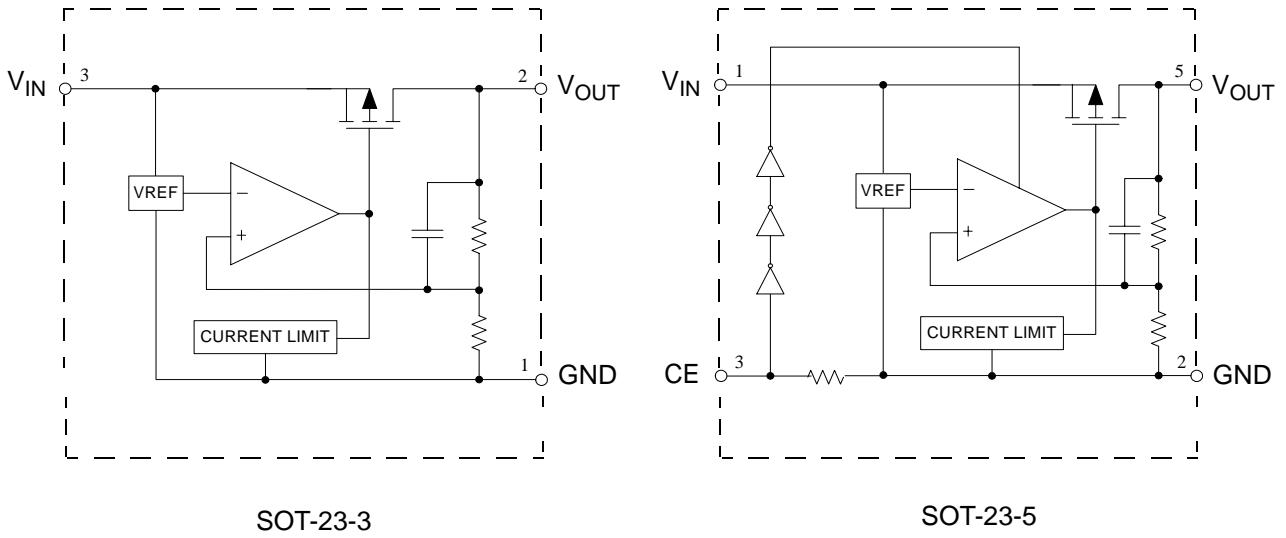 VIN
3
2
VOUT
VREF
−
+
CURRENT LIMIT
1
GND
SOT-23-3
VIN
1
5
VOUT
VREF
−
+
CURRENT LIMIT
CE
3
2
GND
SOT-23-5